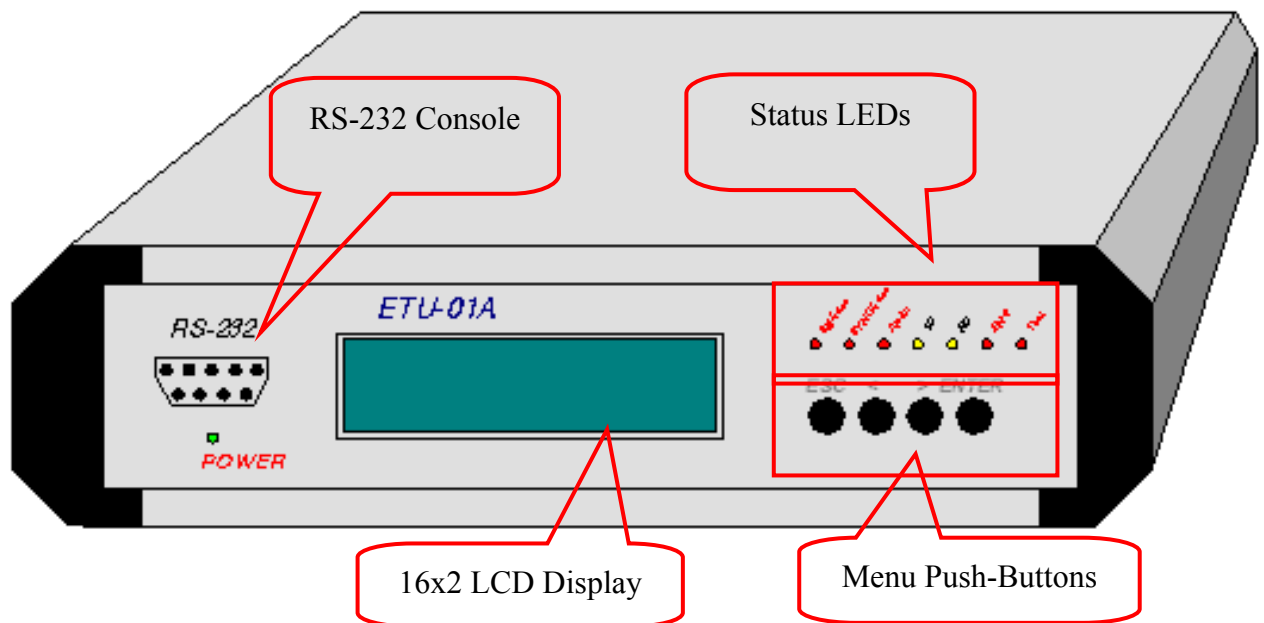 RS-232 Console
Status LEDs
ETU-01A
RS-232
ESC < > ENTER
POWER
16x2 LCD Display
Menu Push-Buttons